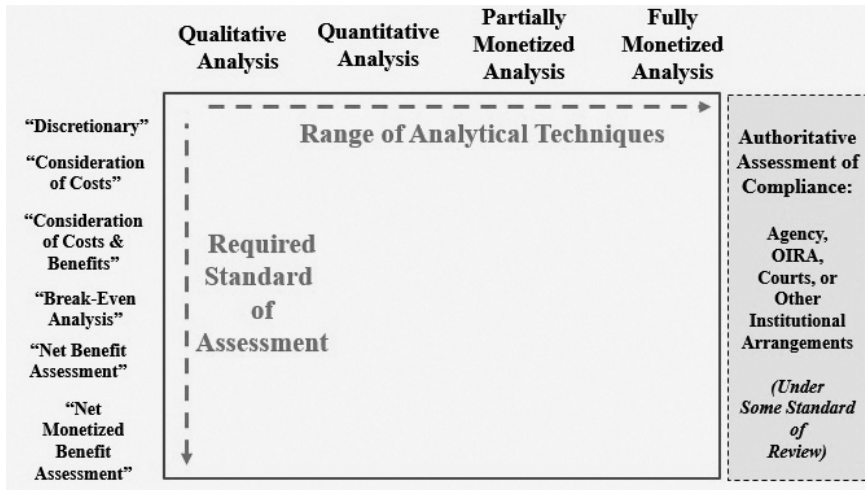 Qualitative
Analysis
Quantitative
Analysis
Partially
Monetized
Analysis
Fully
Monetized
Analysis
“Discretionary”
“Consideration
of Costs”
“Consideration
of Costs &
Benefits”
“Break-Even
Analysis”
“Net Benefit
Assessment”
“Net
Monetized
Benefit
Assessment”
Range of Analytical Techniques
Required
Standard
of
Assessment
Authoritative
Assessment of
Compliance:
Agency,
OIRA,
Courts, or
Other
Institutional
Arrangements
(Under
Some Standard
of
Review)